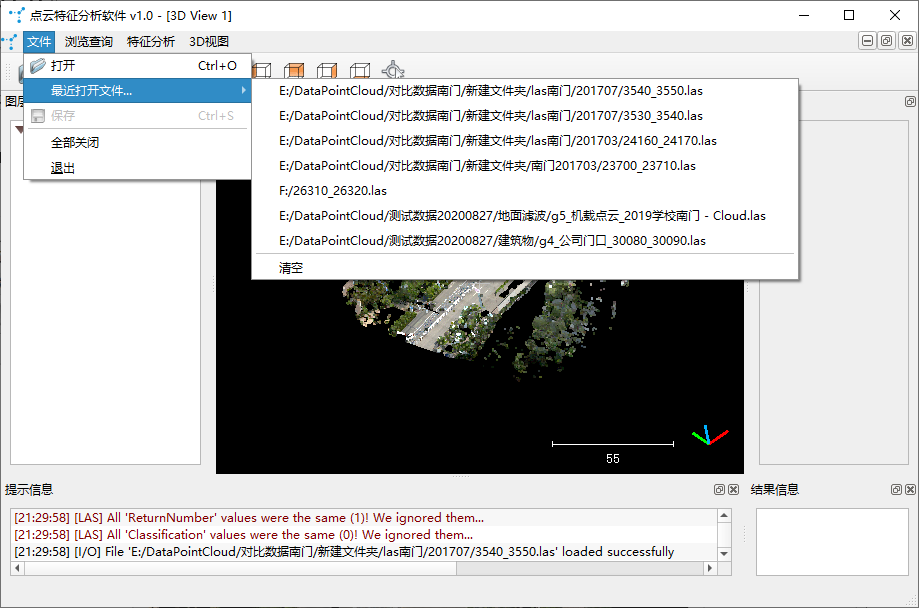 点云特征分析软件 v1.0 - [3D View 1]
文件 浏览查询 特征分析 3D视图
打开 Ctrl+O
最近打开文件...
保存 Ctrl+S
全部关闭
退出
E:/DataPointCloud/对比数据南门/新建文件夹/las南门/201707/3540_3550.las
E:/DataPointCloud/对比数据南门/新建文件夹/las南门/201707/3530_3540.las
E:/DataPointCloud/对比数据南门/新建文件夹/las南门/201703/24160_24170.las
E:/DataPointCloud/对比数据南门/新建文件夹/南门201703/23700_23710.las
F:/26310_26320.las
E:/DataPointCloud/测试数据20200827/地面滤波/g5_机载点云_2019学校南门 - Cloud.las
E:/DataPointCloud/测试数据20200827/建筑物/g4_公司门口_30080_30090.las
清空
图层
55
提示信息
[21:29:58] [LAS] All 'ReturnNumber' values were the same (1)! We ignored them...
[21:29:58] [LAS] All 'Classification' values were the same (0)! We ignored them...
[21:29:58] [I/O] File 'E:/DataPointCloud/对比数据南门/新建文件夹/las南门/201707/3540_3550.las' loaded successfully
结果信息